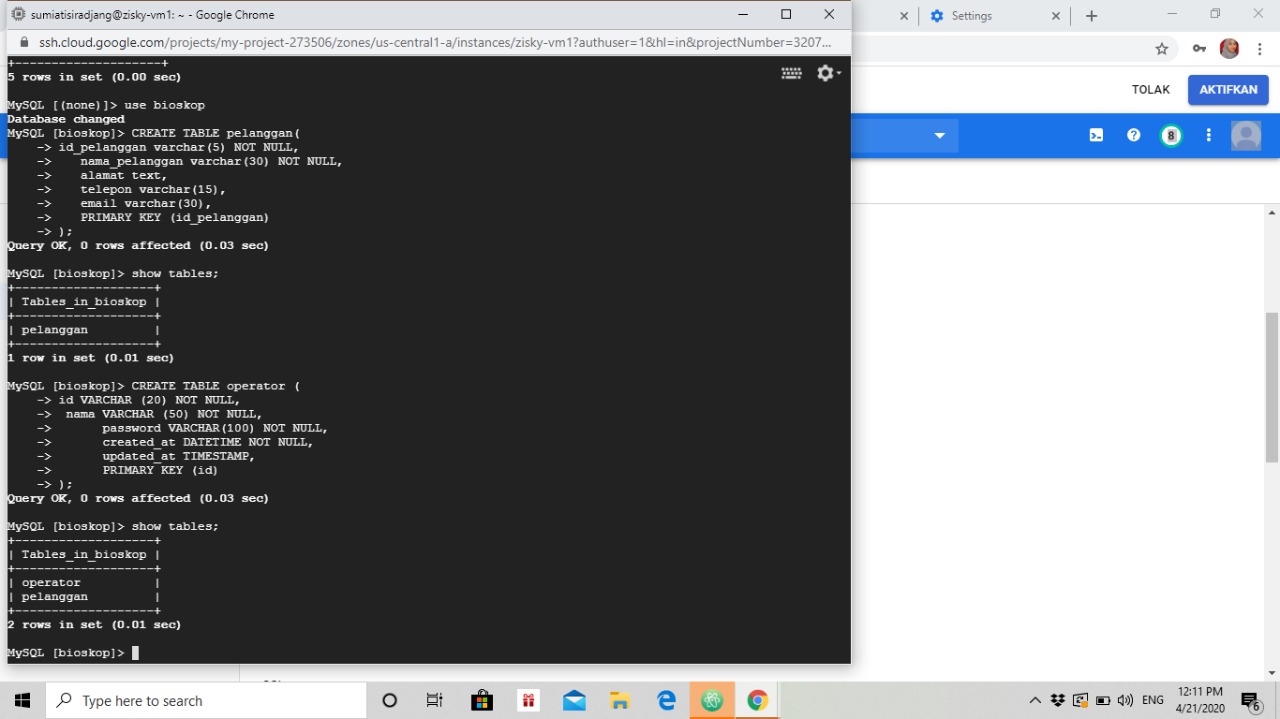 sumiatisiradjang@zisky-vm1: ~ - Google Chrome
Settings
ssh.cloud.google.com/projects/my-project-273506/zones/us-central1-a/instances/zisky-vm1?authuser=1&hl=in&projectNumber=3207...
TOLAK
AKTIFKAN
8
+--------------------+
5 rows in set (0.00 sec)
MySQL [(none)]> use bioskop
Database changed
MySQL [bioskop]> CREATE TABLE pelanggan(
    -> id_pelanggan varchar(5) NOT NULL,
    ->    nama_pelanggan varchar(30) NOT NULL,
    ->    alamat text,
    ->    telepon varchar(15),
    ->    email varchar(30),
    ->    PRIMARY KEY (id_pelanggan)
    -> );
Query OK, 0 rows affected (0.03 sec)
MySQL [bioskop]> show tables;
+-------------------+
| Tables_in_bioskop |
+-------------------+
| pelanggan         |
+-------------------+
1 row in set (0.01 sec)
MySQL [bioskop]> CREATE TABLE operator (
    -> id VARCHAR (20) NOT NULL,
    ->  nama VARCHAR (50) NOT NULL,
    ->       password VARCHAR(100) NOT NULL,
    ->       created_at DATETIME NOT NULL,
    ->       updated_at TIMESTAMP,
    ->       PRIMARY KEY (id)
    -> );
Query OK, 0 rows affected (0.03 sec)
MySQL [bioskop]> show tables;
+-------------------+
| Tables_in_bioskop |
+-------------------+
| operator          |
| pelanggan         |
+-------------------+
2 rows in set (0.01 sec)
MySQL [bioskop]>
Type here to search
ENG
12:11 PM
4/21/2020
6